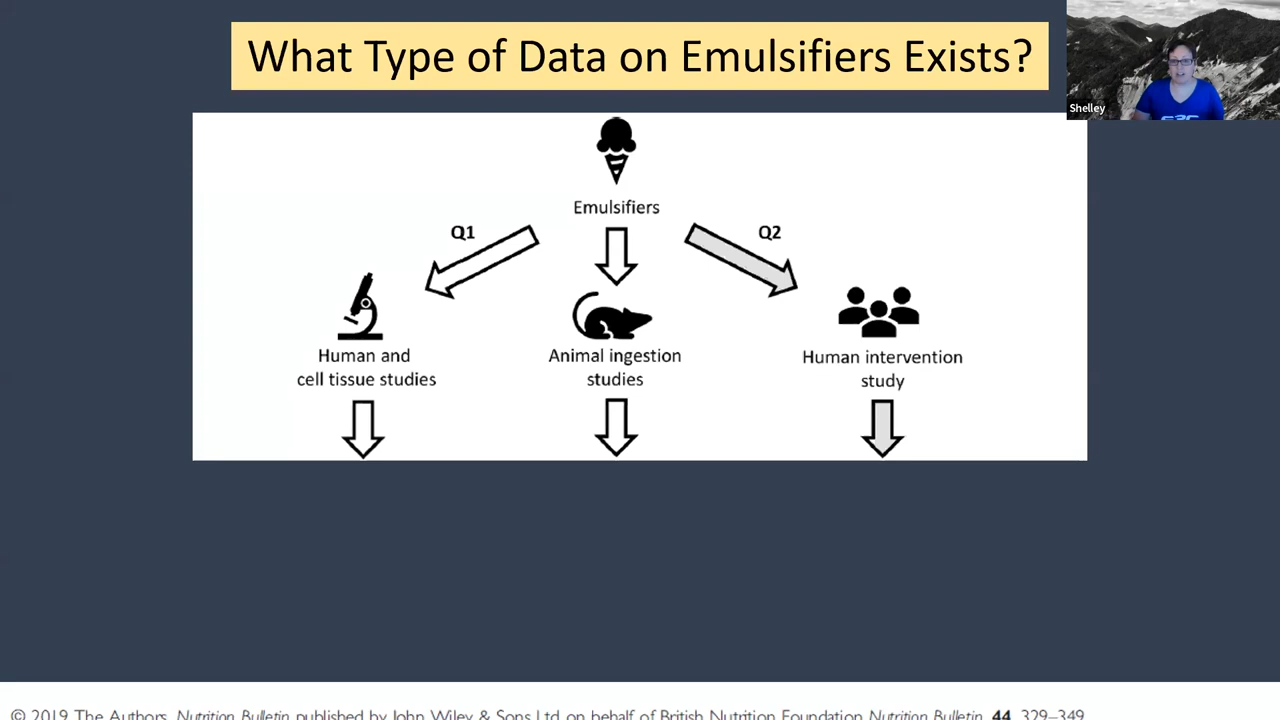 What Type of Data on Emulsifiers Exists?
Shelley
Emulsifiers
Q1
Q2
Human and
cell tissue studies
Animal ingestion
studies
Human intervention
study
© 2019 The Authors. Nutrition Bulletin published by John Wiley & Sons Ltd on behalf of British Nutrition Foundation Nutrition Bulletin, 44, 329–349